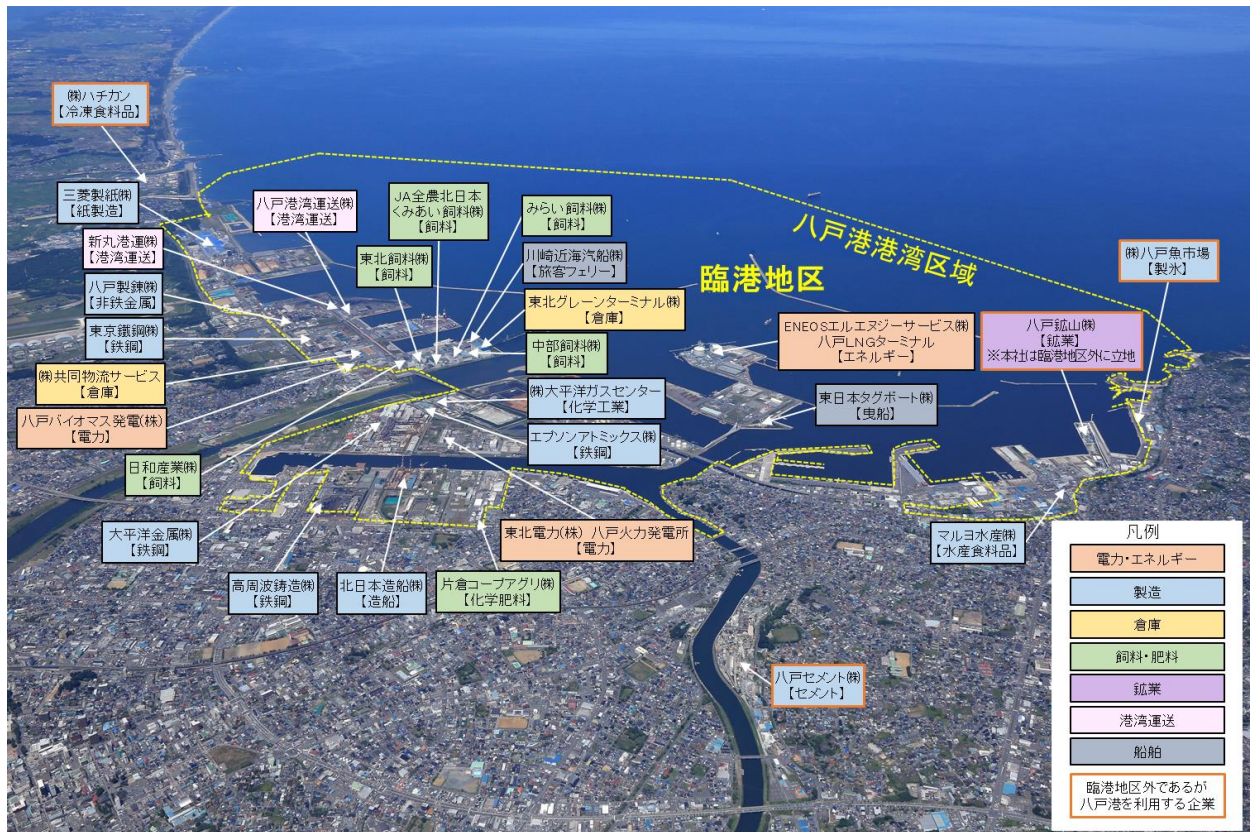 ㈱ハチカン
【冷凍食料品】
三菱製紙㈱
【紙製造】
新丸港運㈱
【港湾運送】
八戸製錬㈱
【非鉄金属】
東京鐵鋼㈱
【鉄鋼】
㈱共同物流サービス
【倉庫】
八戸バイオマス発電(株)
【電力】
日和産業㈱
【飼料】
大平洋金属㈱
【鉄鋼】
八戸港湾運送㈱
【港湾運送】
東北飼料㈱
【飼料】
JA全農北日本
くみあい飼料㈱
【飼料】
みらい飼料㈱
【飼料】
川崎近海汽船㈱
【旅客フェリー】
東北グレーンターミナル㈱
【倉庫】
中部飼料㈱
【飼料】
㈱大平洋ガスセンター
【化学工業】
エプソンアトミックス㈱
【鉄鋼】
東北電力(株) 八戸火力発電所
【電力】
高周波鋳造㈱
【鉄鋼】
北日本造船㈱
【造船】
片倉コープアグリ㈱
【化学肥料】
八戸港港湾区域
臨港地区
ENEOSエルエヌジーサービス㈱
八戸LNGターミナル
【エネルギー】
東日本タグボート㈱
【曳船】
八戸鉱山㈱
【鉱業】
※本社は臨港地区外に立地
㈱八戸魚市場
【製氷】
マルヨ水産㈱
【水産食料品】
八戸セメント㈱
【セメント】
凡例
電力・エネルギー
製造
倉庫
飼料・肥料
鉱業
港湾運送
船舶
臨港地区外であるが
八戸港を利用する企業